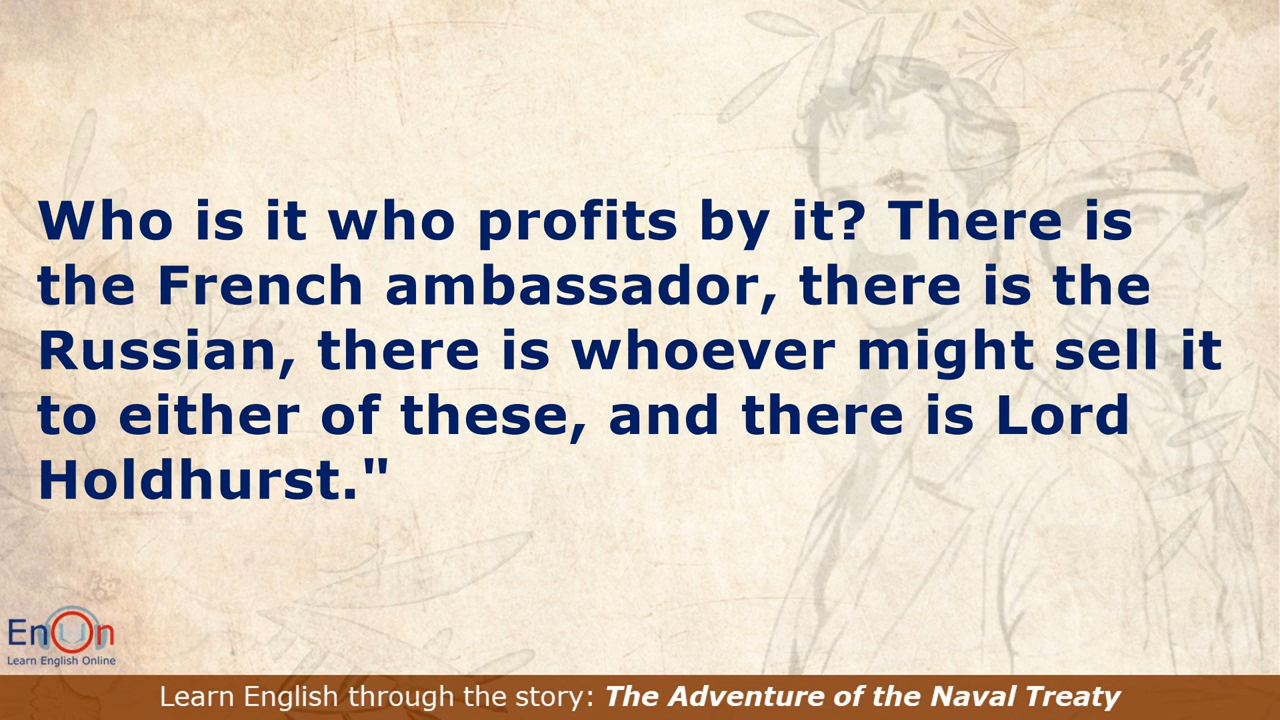 Who is it who profits by it? There is
the French ambassador, there is the
Russian, there is whoever might sell it
to either of these, and there is Lord
Holdhurst."
EnOn
Learn English Online
Learn English through the story: The Adventure of the Naval Treaty